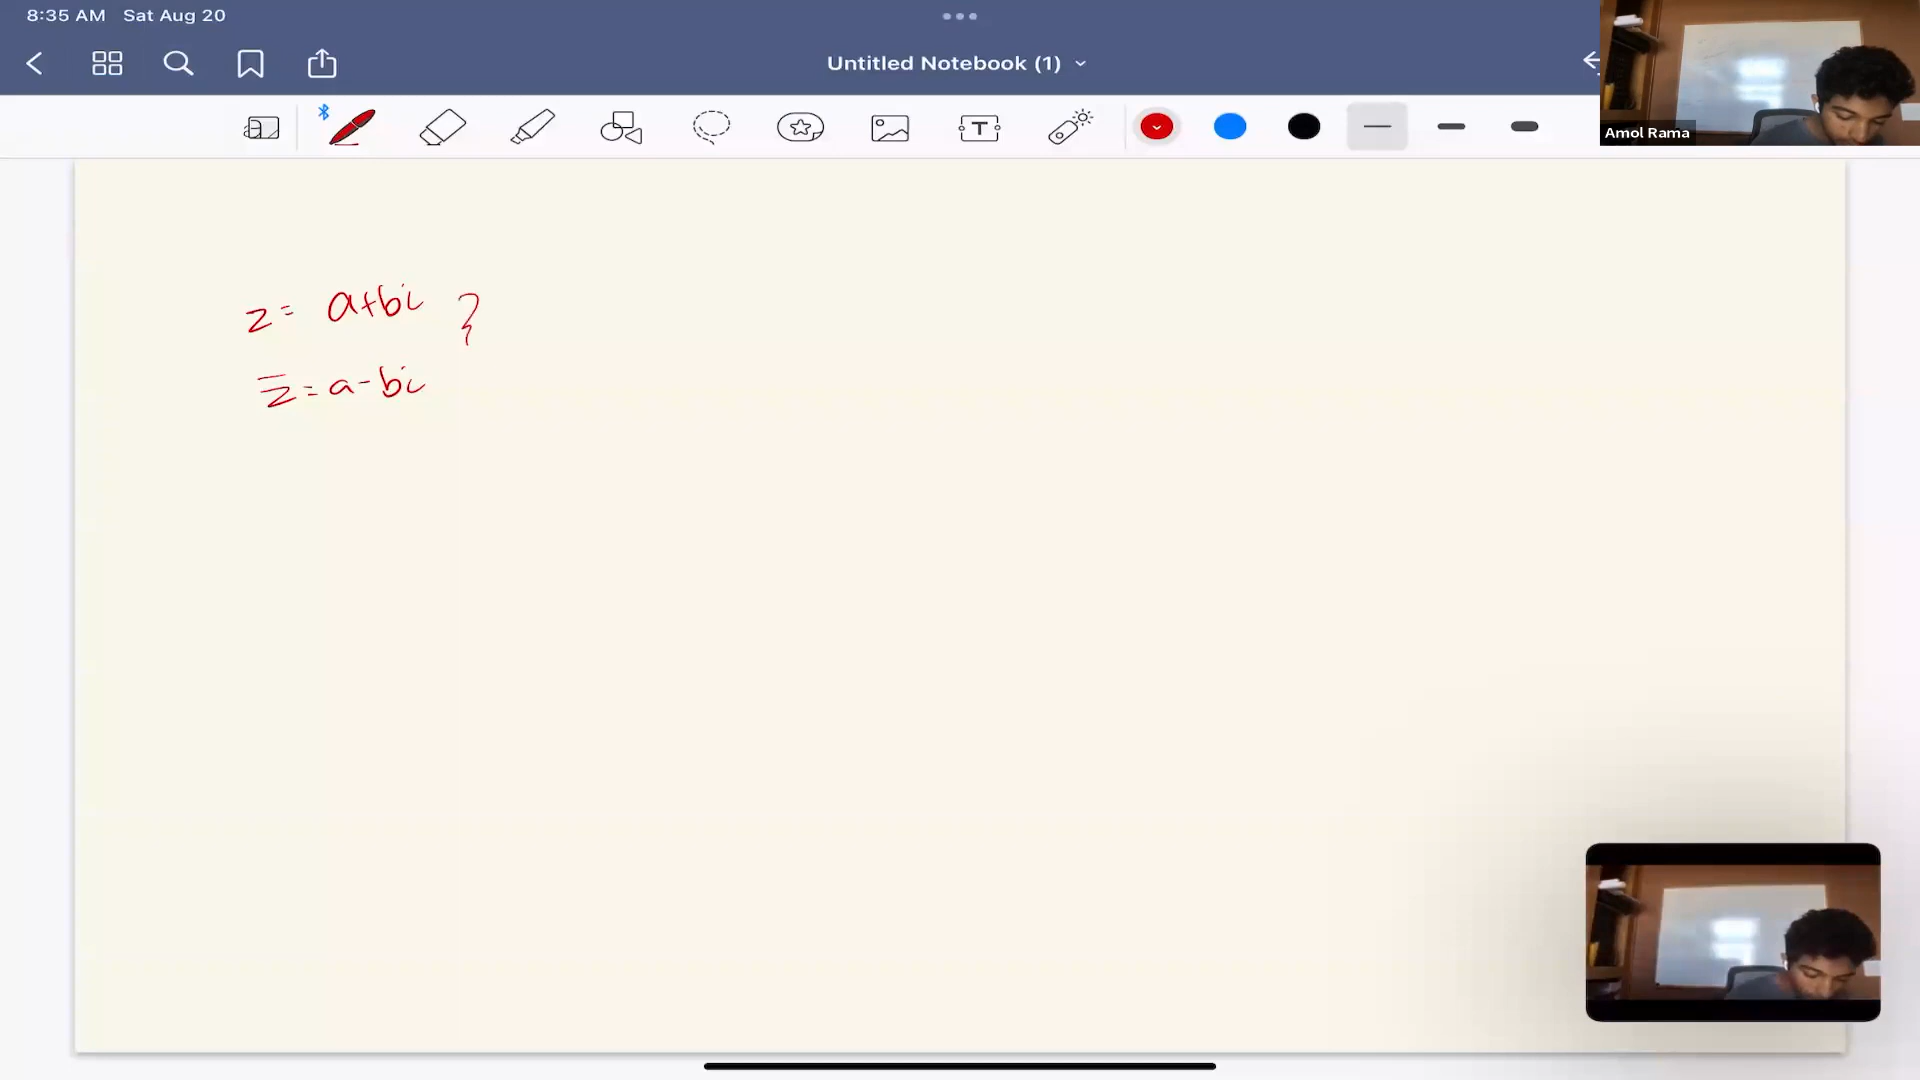 8:35 AM Sat Aug 20
Untitled Notebook (1)
T
Amol Rama
z = a+bi }
z̅ = a-bi